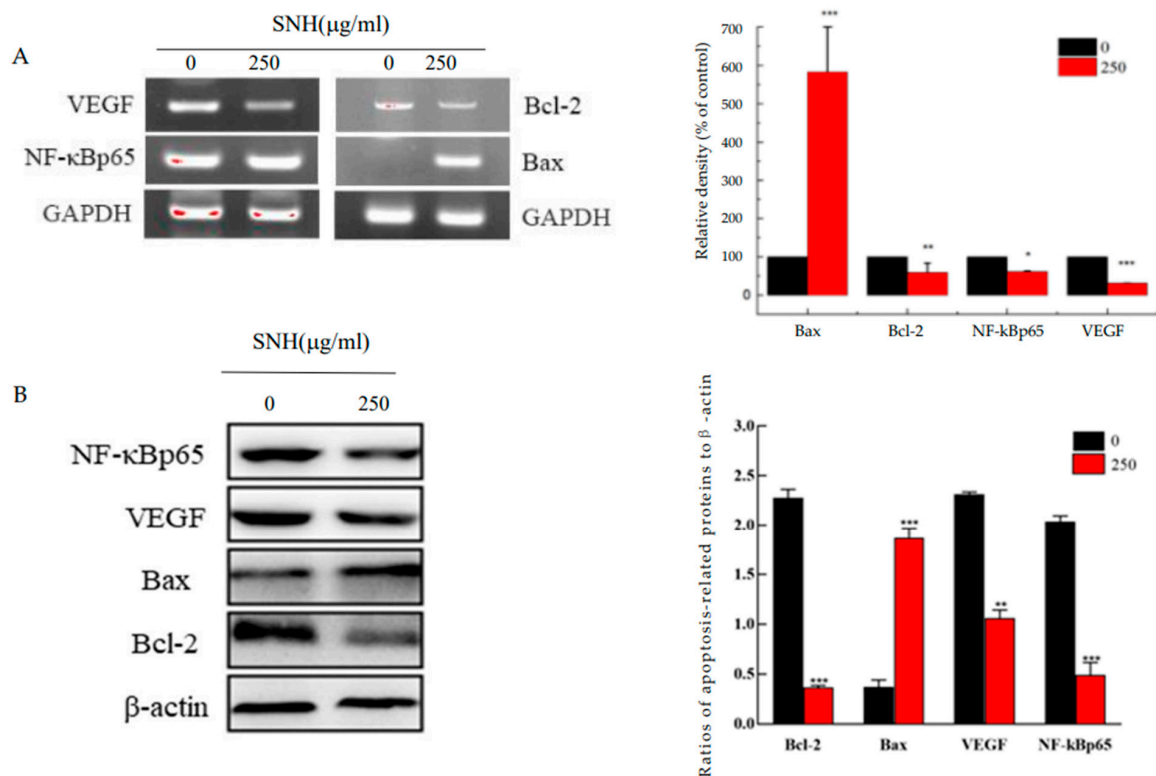 SNH(μg/ml)
A
0 250 0 250
VEGF
Bcl-2
NF-κBp65
Bax
GAPDH
GAPDH
Relative density (% of control)
700
600
500
400
300
200
100
0
***
**
*
***
0
250
Bax Bcl-2 NF-kBp65 VEGF
SNH(μg/ml)
B
0 250
NF-κBp65
VEGF
Bax
Bcl-2
β-actin
Ratios of apoptosis-related proteins to β -actin
3.0
2.5
2.0
1.5
1.0
0.5
0.0
***
***
**
***
0
250
Bcl-2 Bax VEGF NF-kBp65